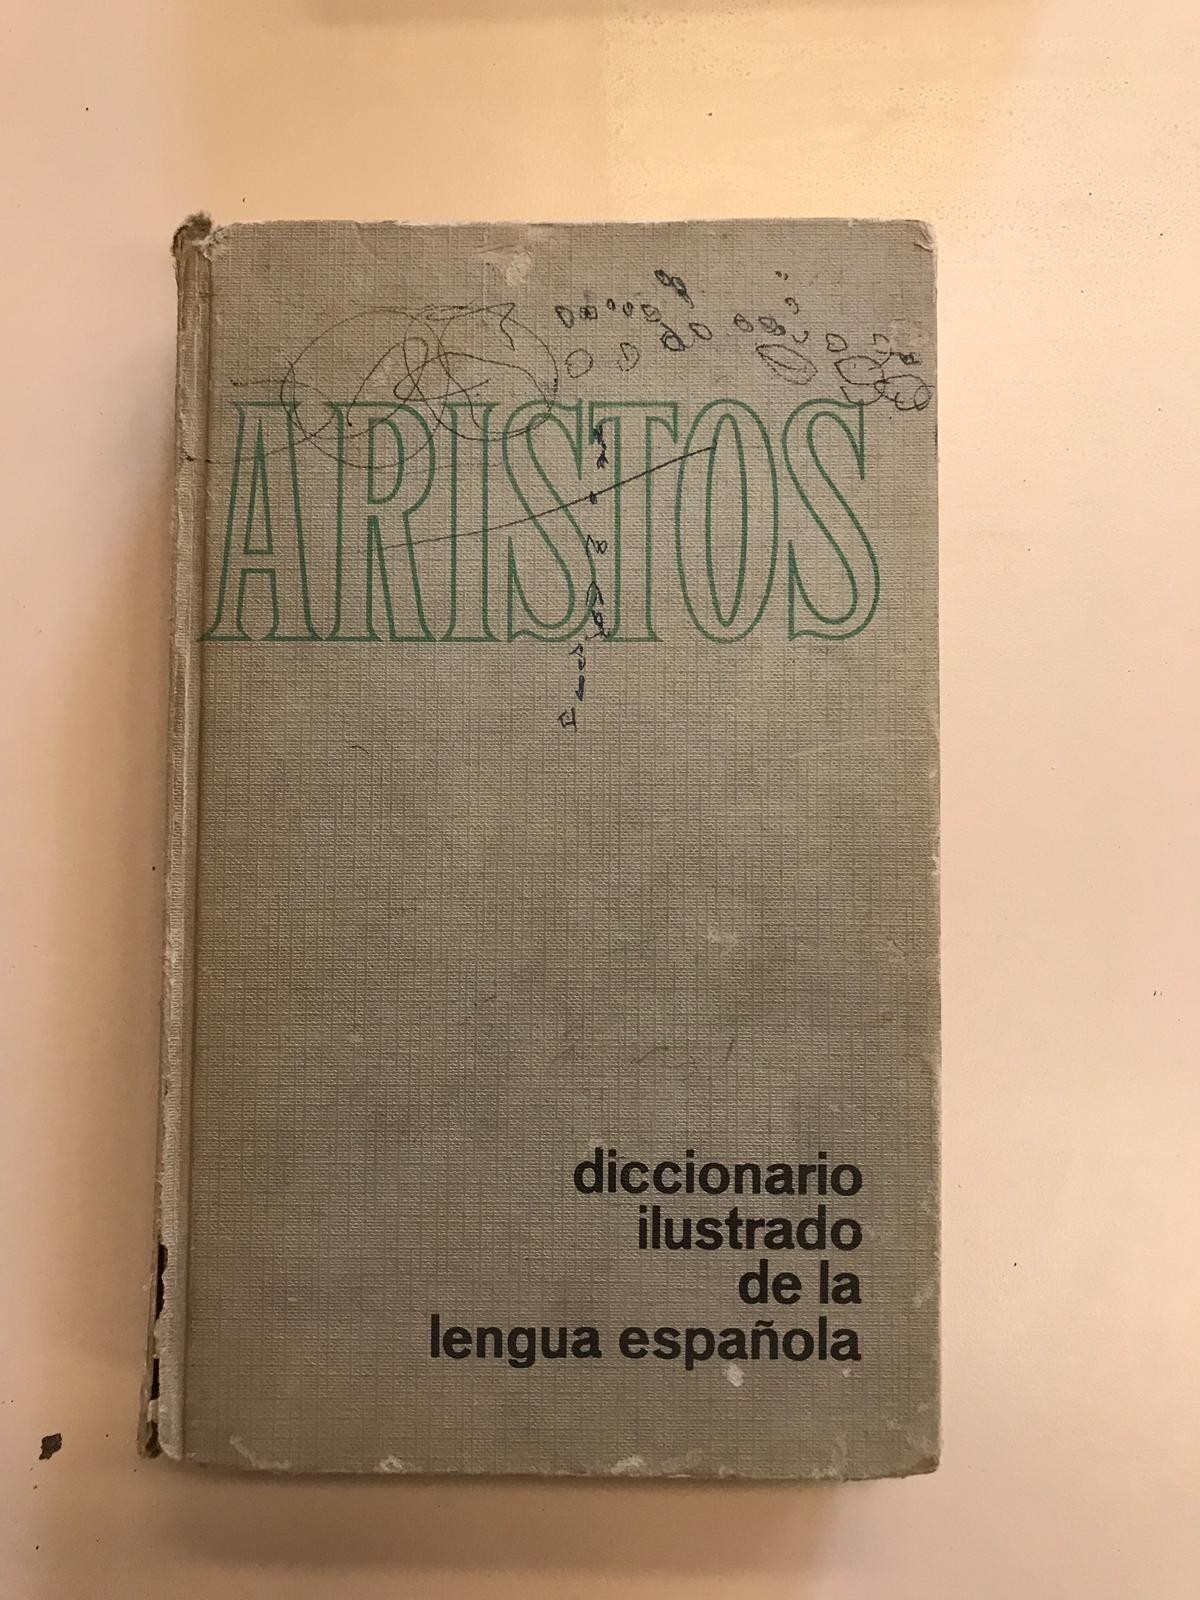 ARISTOS
diccionario
ilustrado
de la
lengua española